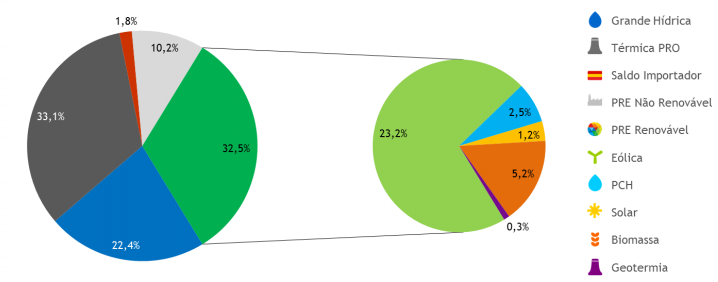 1,8%
10,2%
33,1%
32,5%
22,4%
23,2%
2,5%
1,2%
5,2%
0,3%
Grande Hídrica
Térmica PRO
Saldo Importador
PRE Não Renovável
PRE Renovável
Eólica
PCH
Solar
Biomassa
Geotermia